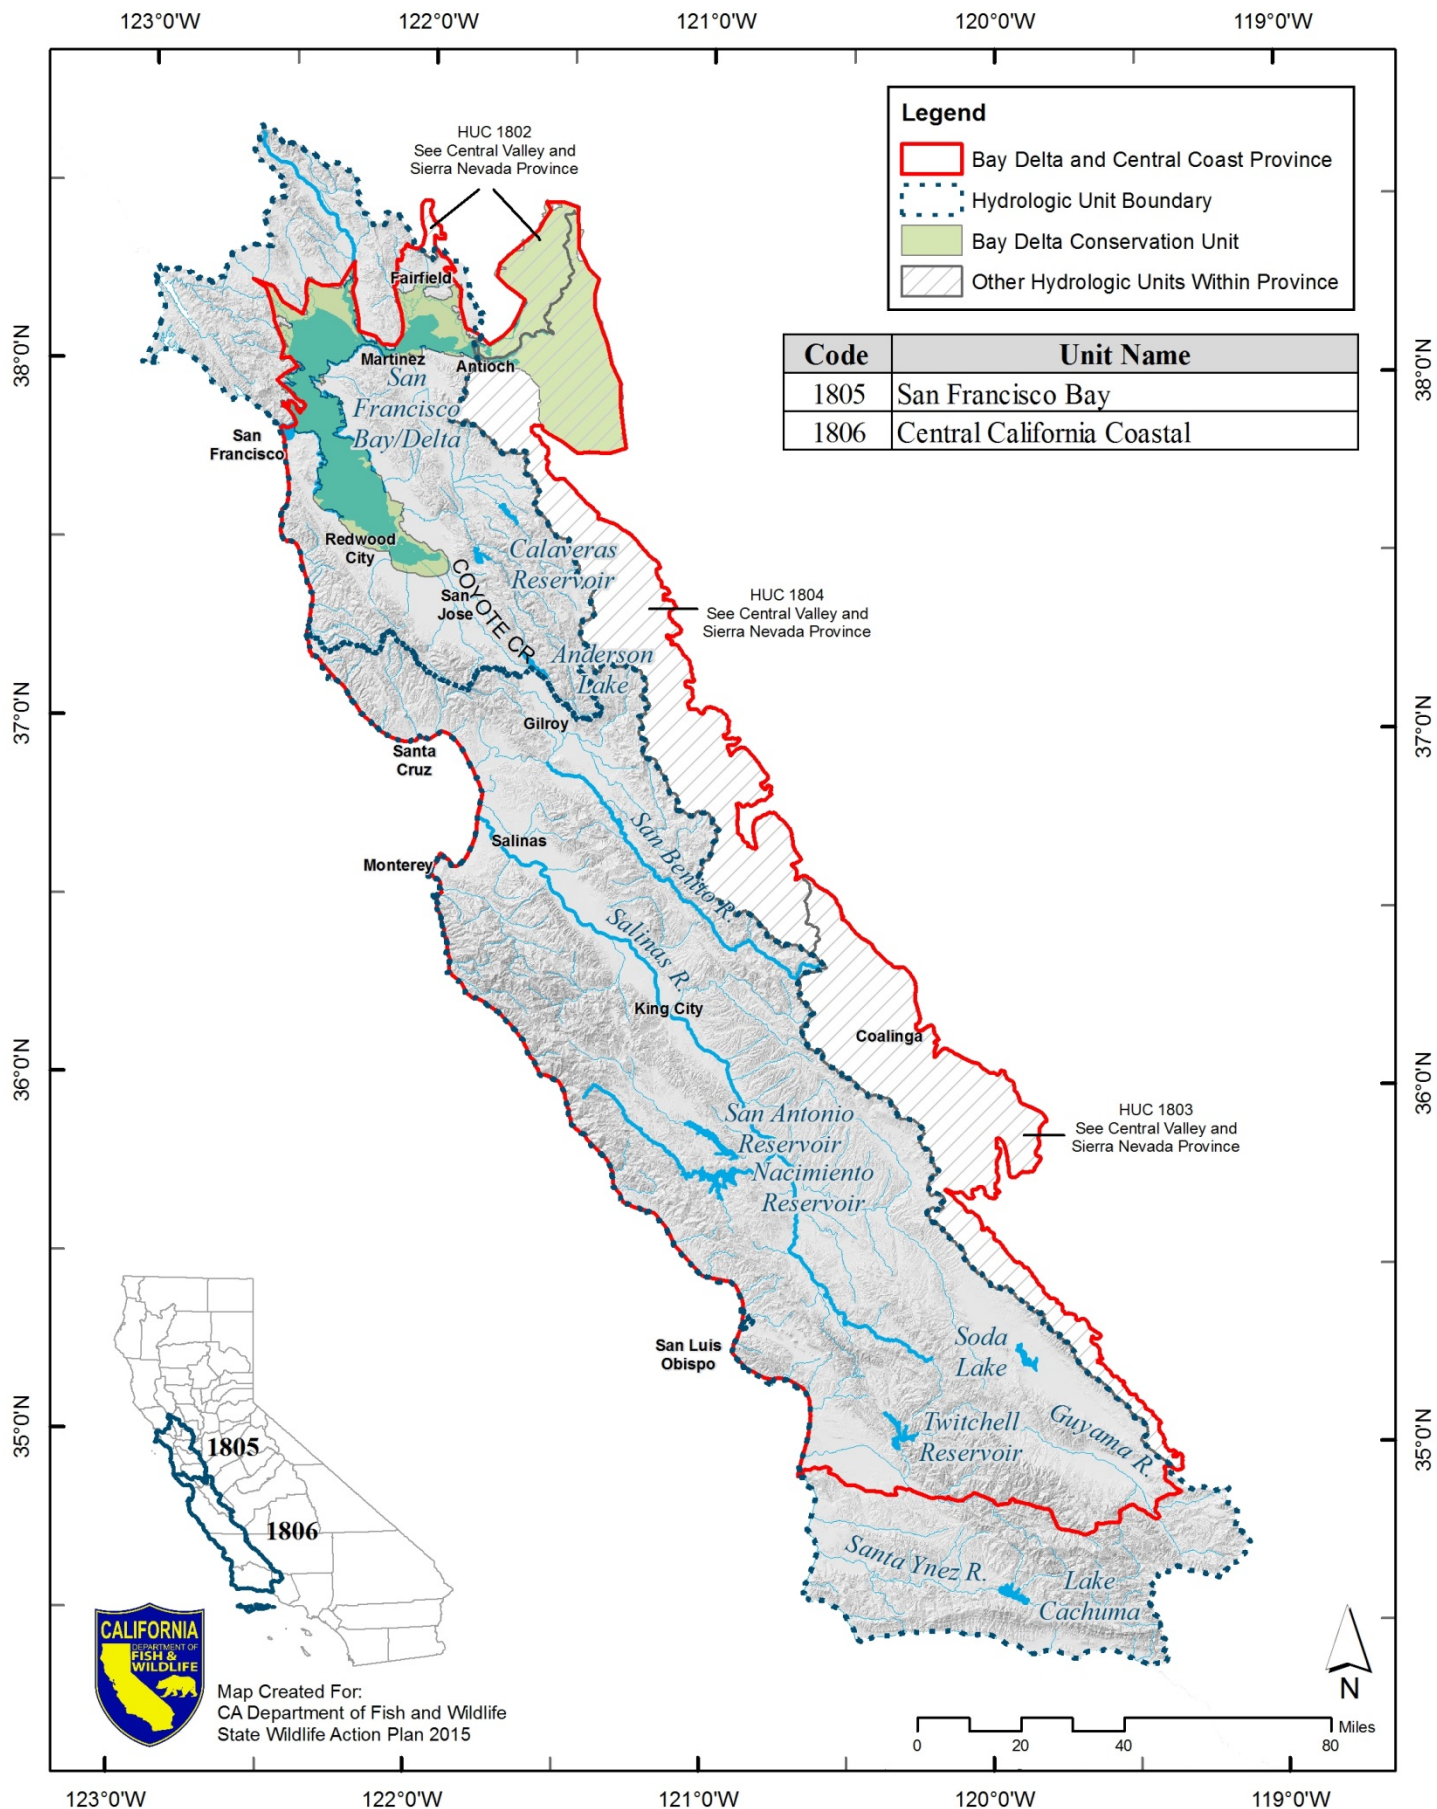 123°0'W 122°0'W 121°0'W 120°0'W 119°0'W
Legend
Bay Delta and Central Coast Province
Hydrologic Unit Boundary
Bay Delta Conservation Unit
Other Hydrologic Units Within Province
Code Unit Name
1805 San Francisco Bay
1806 Central California Coastal
HUC 1802
See Central Valley and
Sierra Nevada Province
Fairfield
38°0'N
38°0'N
Martinez
Antioch
San
Francisco
Bay/Delta
San
Francisco
Redwood
City
Calaveras
Reservoir
COYOTE CR
San
Jose
HUC 1804
See Central Valley and
Sierra Nevada Province
Anderson
Lake
37°0'N
37°0'N
Gilroy
Santa
Cruz
San Benito R.
Salinas
Monterey
Salinas R.
King City
Coalinga
36°0'N
36°0'N
San Antonio
Reservoir
Nacimiento
Reservoir
HUC 1803
See Central Valley and
Sierra Nevada Province
San Luis
Obispo
Soda
Lake
Twitchell
Reservoir
Guyama R.
35°0'N
35°0'N
1805
1806
Santa Ynez R.
Lake
Cachuma
CALIFORNIA
DEPARTMENT OF
FISH &
WILDLIFE
Map Created For:
CA Department of Fish and Wildlife
State Wildlife Action Plan 2015
N
Miles
0 20 40 80
123°0'W 122°0'W 121°0'W 120°0'W 119°0'W